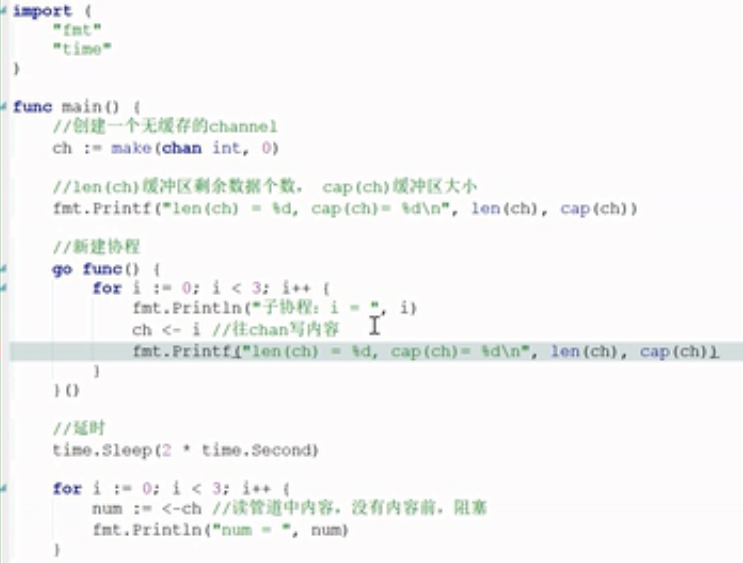 import (
"fmt"
"time"
)
func main() {
//创建一个无缓存的channel
ch := make(chan int, 0)
//len(ch)缓冲区剩余数据个数， cap(ch)缓冲区大小
fmt.Printf("len(ch) = %d, cap(ch)= %d\n", len(ch), cap(ch))
//新建协程
go func() {
for i := 0; i < 3; i++ {
fmt.Println("子协程：i = ", i)
ch <- i //往chan写内容
fmt.Printf("len(ch) = %d, cap(ch)= %d\n", len(ch), cap(ch))
}
}()
//延时
time.Sleep(2 * time.Second)
for i := 0; i < 3; i++ {
num := <-ch //读管道中内容，没有内容前，阻塞
fmt.Println("num = ", num)
}